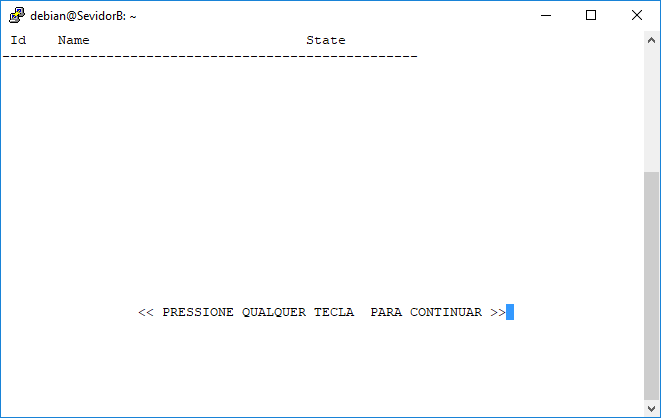 debian@SevidorB: ~
Id Name State
----------------------------------------------------
<< PRESSIONE QUALQUER TECLA  PARA CONTINUAR >>